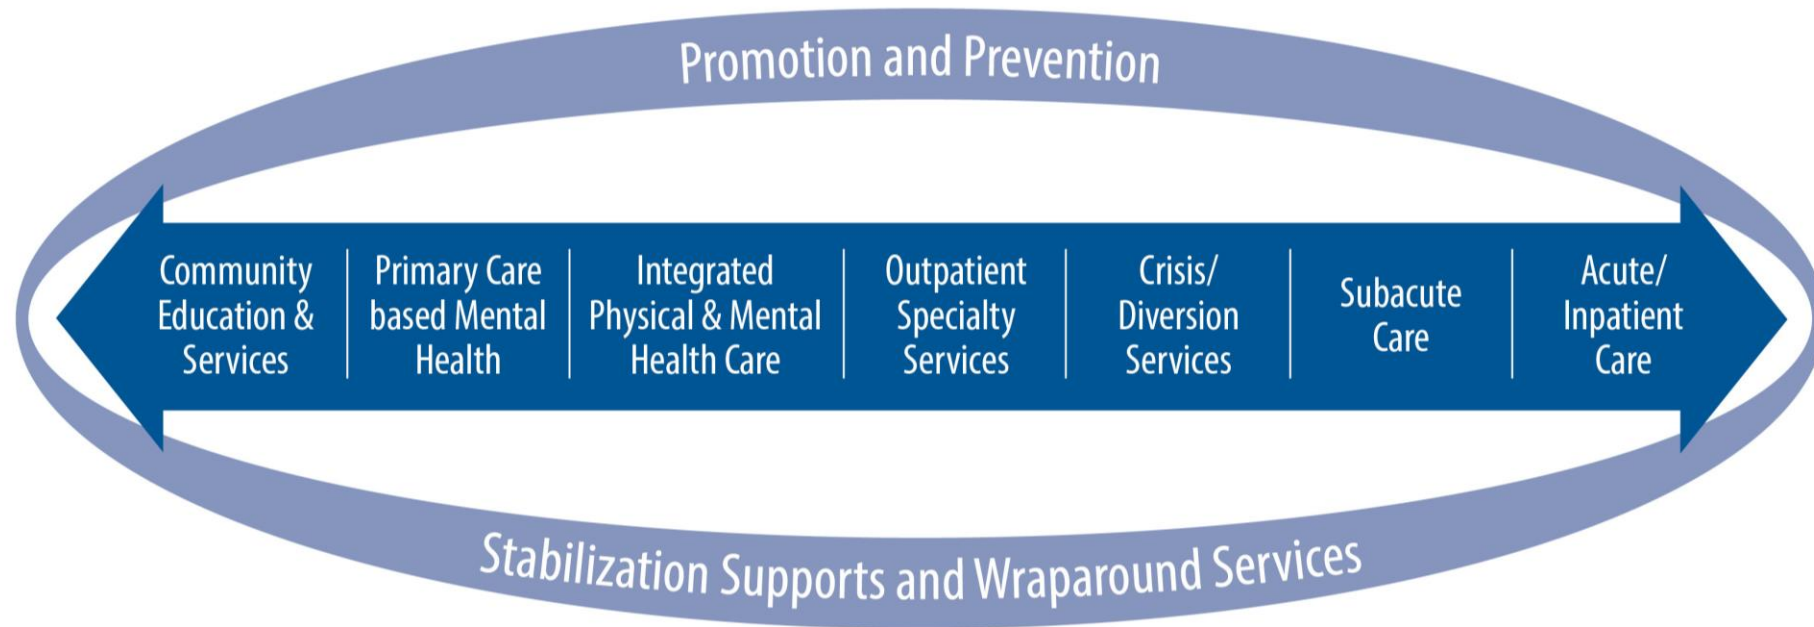 Promotion and Prevention
Community
Education &
Services
Primary Care
based Mental
Health
Integrated
Physical & Mental
Health Care
Outpatient
Specialty
Services
Crisis/
Diversion
Services
Subacute
Care
Acute/
Inpatient
Care
Stabilization Supports and Wraparound Services